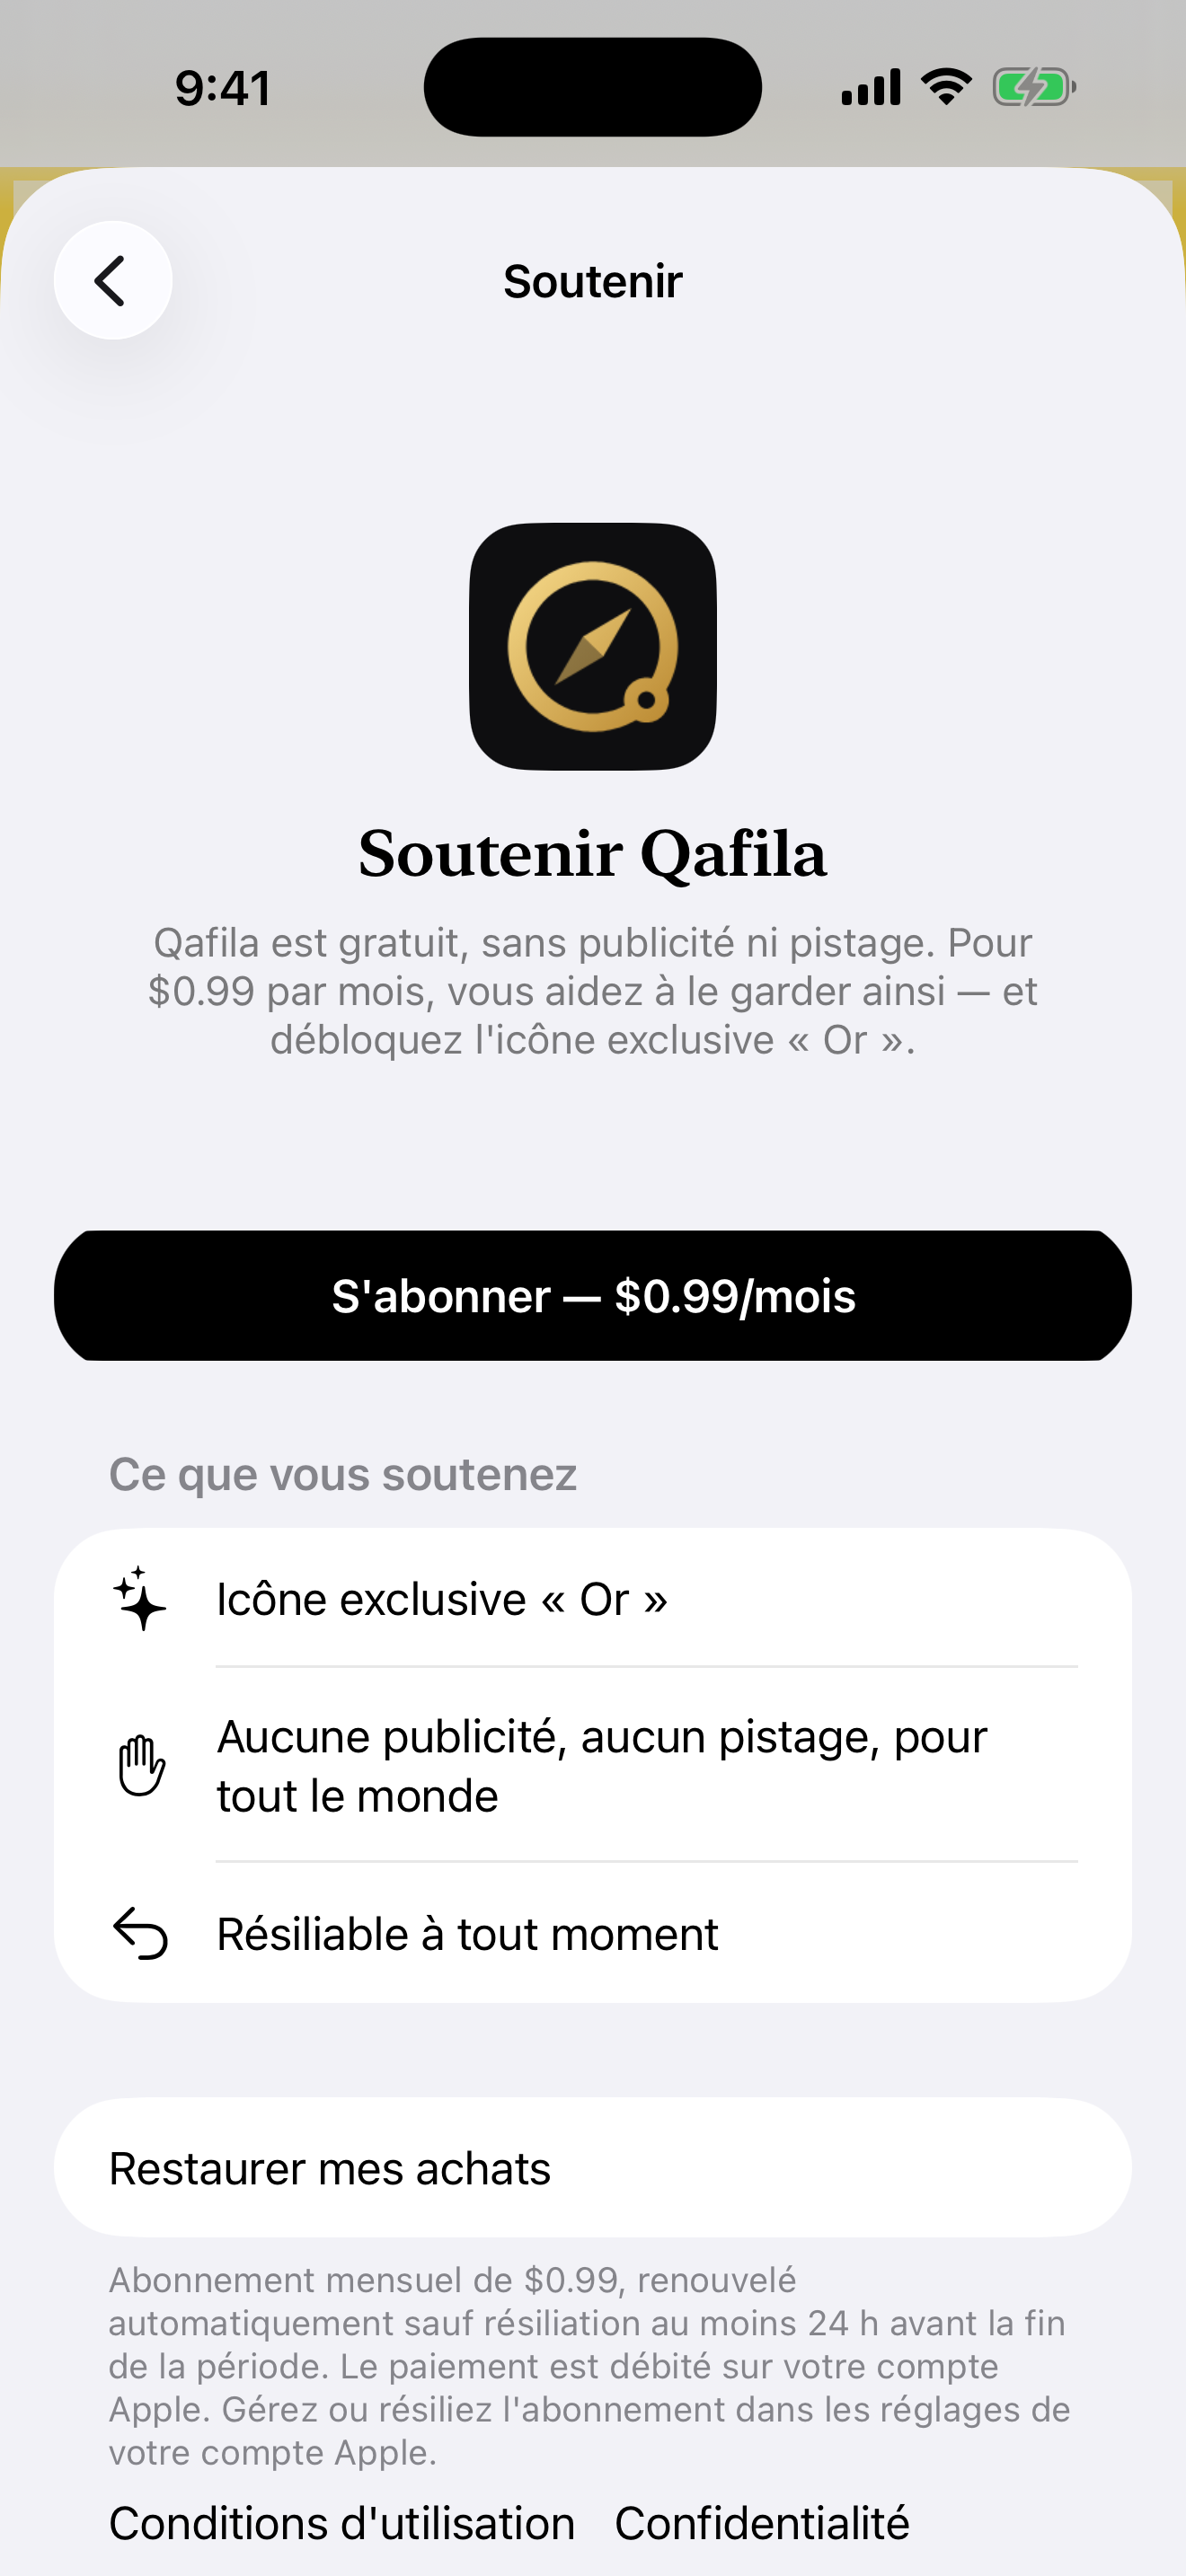 9:41
Soutenir
Soutenir Qafila
Qafila est gratuit, sans publicité ni pistage. Pour
$0.99 par mois, vous aidez à le garder ainsi — et
débloquez l'icône exclusive « Or ».
S'abonner — $0.99/mois
Ce que vous soutenez
Icône exclusive « Or »
Aucune publicité, aucun pistage, pour
tout le monde
Résiliable à tout moment
Restaurer mes achats
Abonnement mensuel de $0.99, renouvelé
automatiquement sauf résiliation au moins 24 h avant la fin
de la période. Le paiement est débité sur votre compte
Apple. Gérez ou résiliez l'abonnement dans les réglages de
votre compte Apple.
Conditions d'utilisation Confidentialité